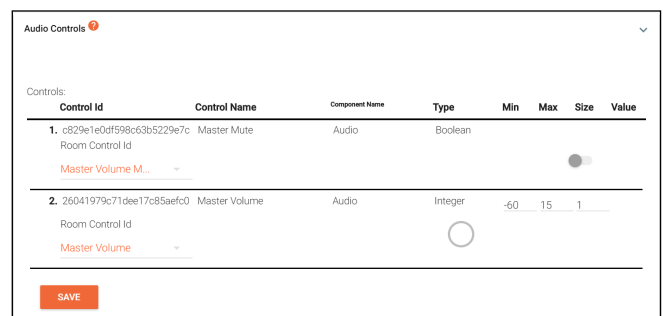 Audio Controls ?
Controls:
Control Id Control Name Component Name Type Min Max Size Value
1. c829e1e0df598c63b5229e7c Master Mute Audio Boolean
Room Control Id
Master Volume M...
2. 26041979c71dee17c85aefc0 Master Volume Audio Integer -60 15 1
Room Control Id
Master Volume
SAVE